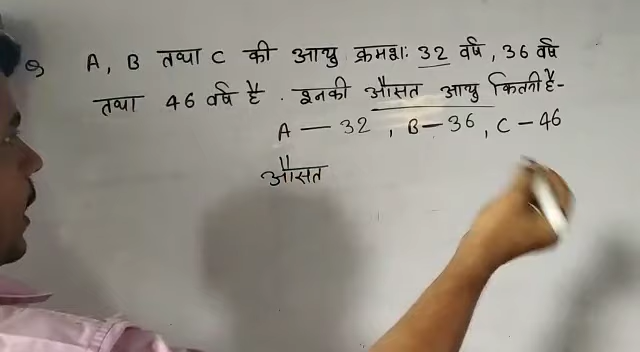 Q A, B तथा C की आयु क्रमशः 32 वर्ष, 36 वर्ष
तथा 46 वर्ष है. इनकी औसत आयु कितनी है-
A — 32, B – 36, C – 46
औसत